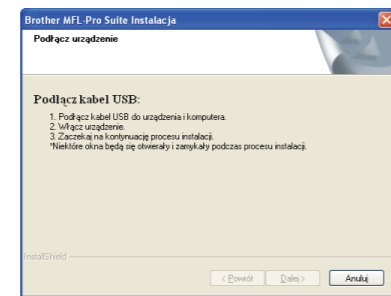 Brother MFL-Pro Suite Instalacja
Podłącz urządzenie
Podłącz kabel USB:
1. Podłącz kabel USB do urządzenia i komputera.
2. Włącz urządzenie.
3. Zaczekaj na kontynuację procesu instalacji.
*Niektóre okna będą się otwierały i zamykały podczas procesu instalacji.
InstallShield
< Powrót Dalej > Anuluj